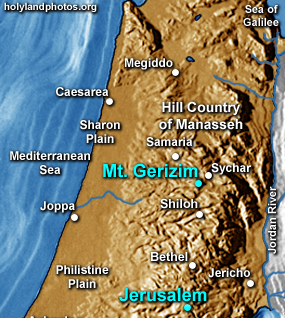 holylandphotos.org
Sea of
Galilee
Megiddo
Caesarea
Hill Country
of Manasseh
Sharon
Plain
Samaria
Mediterranean
Sea
Mt. Gerizim
Sychar
Joppa
Shiloh
Jordan River
Bethel
Philistine
Plain
Jericho
Jerusalem